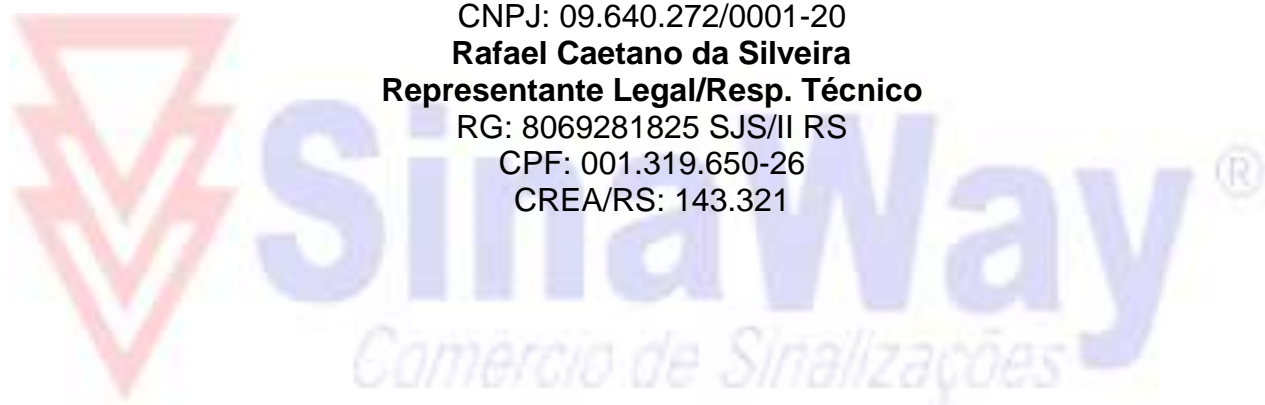 CNPJ: 09.640.272/0001-20
Rafael Caetano da Silveira
Representante Legal/Resp. Técnico
RG: 8069281825 SJS/II RS
CPF: 001.319.650-26
CREA/RS: 143.321
SinaWay®
Comércio de Sinalizações